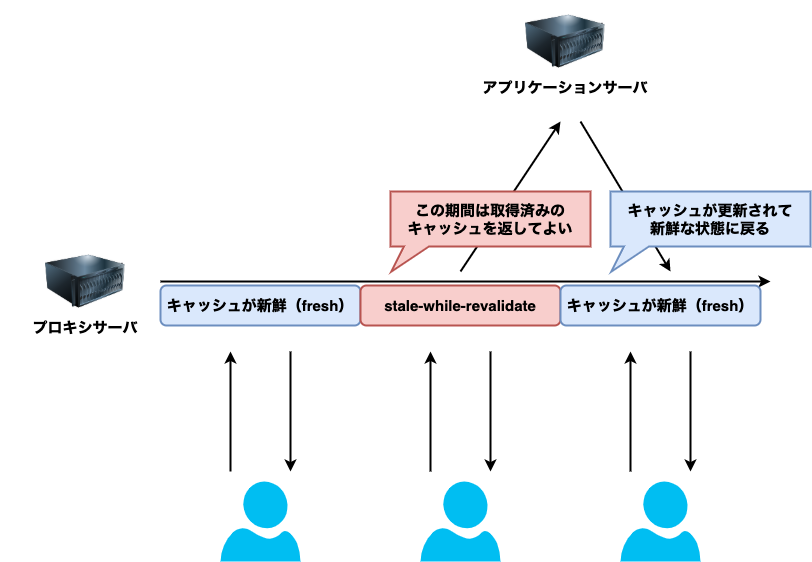 アプリケーションサーバ
この期間は取得済みの
キャッシュを返してよい
キャッシュが更新されて
新鮮な状態に戻る
プロキシサーバ
キャッシュが新鮮（fresh）
stale-while-revalidate
キャッシュが新鮮（fresh）